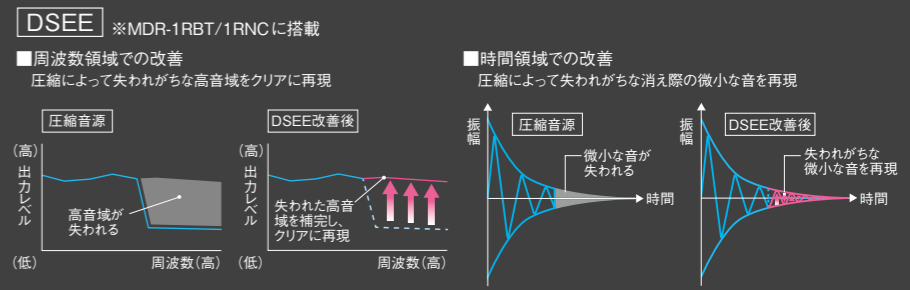 DSEE ※MDR-1RBT/1RNCに搭載
■周波数領域での改善
圧縮によって失われがちな高音域をクリアに再現
圧縮音源
(高)
出力レベル
(低)
高音域が
失われる
周波数(高)
DSEE改善後
(高)
出力レベル
(低)
失われた高音
域を補完し、
クリアに再現
周波数(高)
■時間領域での改善
圧縮によって失われがちな消え際の微小な音を再現
振幅
圧縮音源
微小な音が
失われる
時間
振幅
DSEE改善後
失われがちな
微小な音を再現
時間